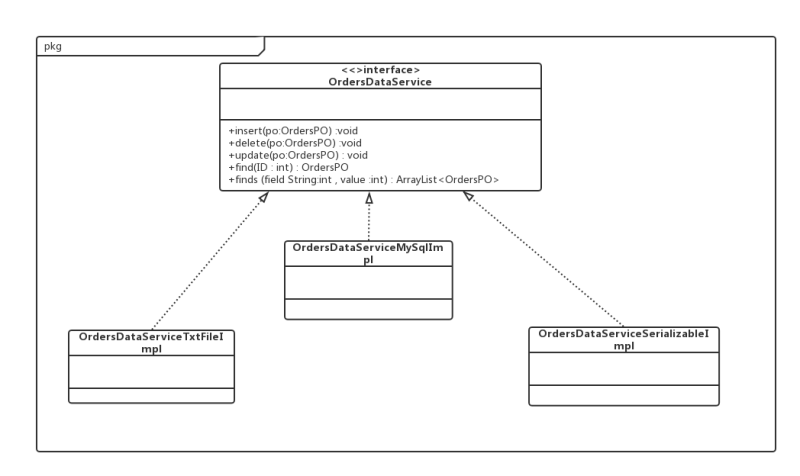 pkg
<<>interface>
OrdersDataService
+insert(po:OrdersPO) :void
+delete(po:OrdersPO) :void
+update(po:OrdersPO) : void
+find(ID : int) : OrdersPO
+finds (field String:int , value :int) : ArrayList<OrdersPO>
OrdersDataServiceMySqlIm
pl
OrdersDataServiceTxtFileI
mpl
OrdersDataServiceSerializableI
mpl